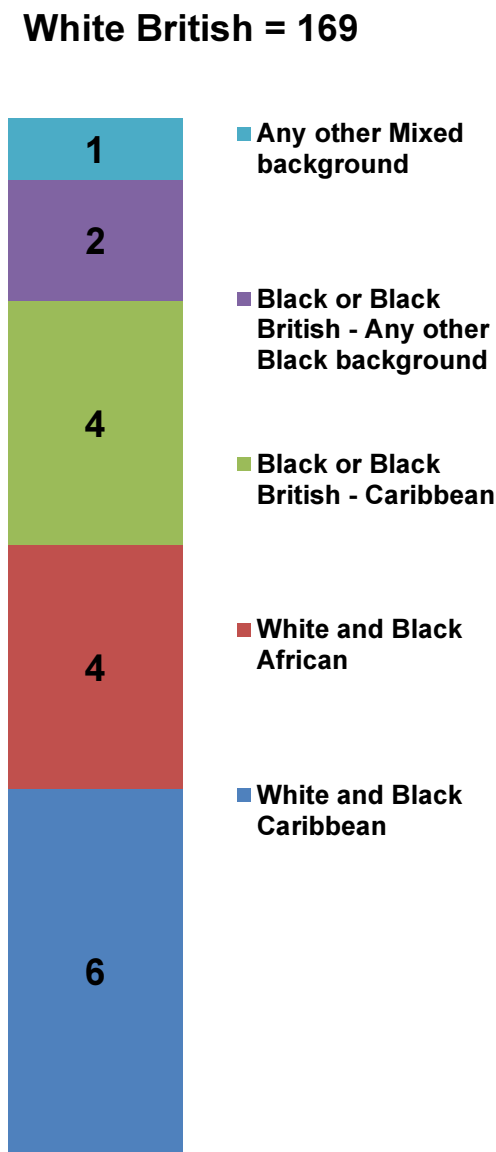 White British = 169
1
Any other Mixed
background
2
Black or Black
British - Any other
Black background
4
Black or Black
British - Caribbean
4
White and Black
African
6
White and Black
Caribbean